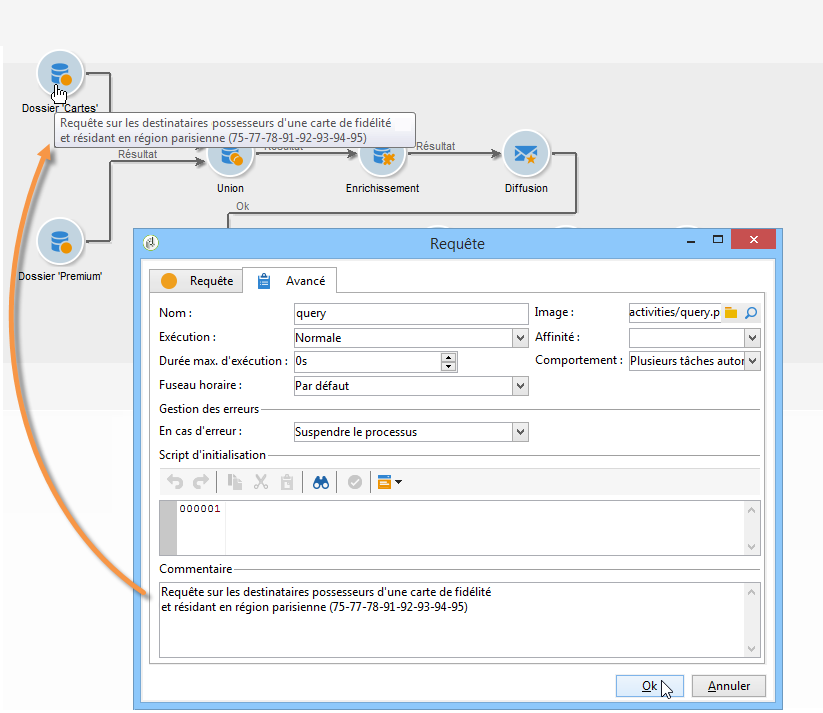 Dossier 'Cartes'
Requête sur les destinataires possesseurs d'une carte de fidélité
et résidant en région parisienne (75-77-78-91-92-93-94-95)
Résultat
Résultat
Résultat
Union
Enrichissement
Diffusion
Ok
Dossier 'Premium'
Requête
Requête
Avancé
Nom :
query
Image :
activities/query.p
Exécution :
Normale
Affinité :
Durée max. d'exécution :
0s
Comportement :
Plusieurs tâches autor
Fuseau horaire :
Par défaut
Gestion des erreurs
En cas d'erreur :
Suspendre le processus
Script d'initialisation
000001
Commentaire
Requête sur les destinataires possesseurs d'une carte de fidélité
et résidant en région parisienne (75-77-78-91-92-93-94-95)
Ok
Annuler